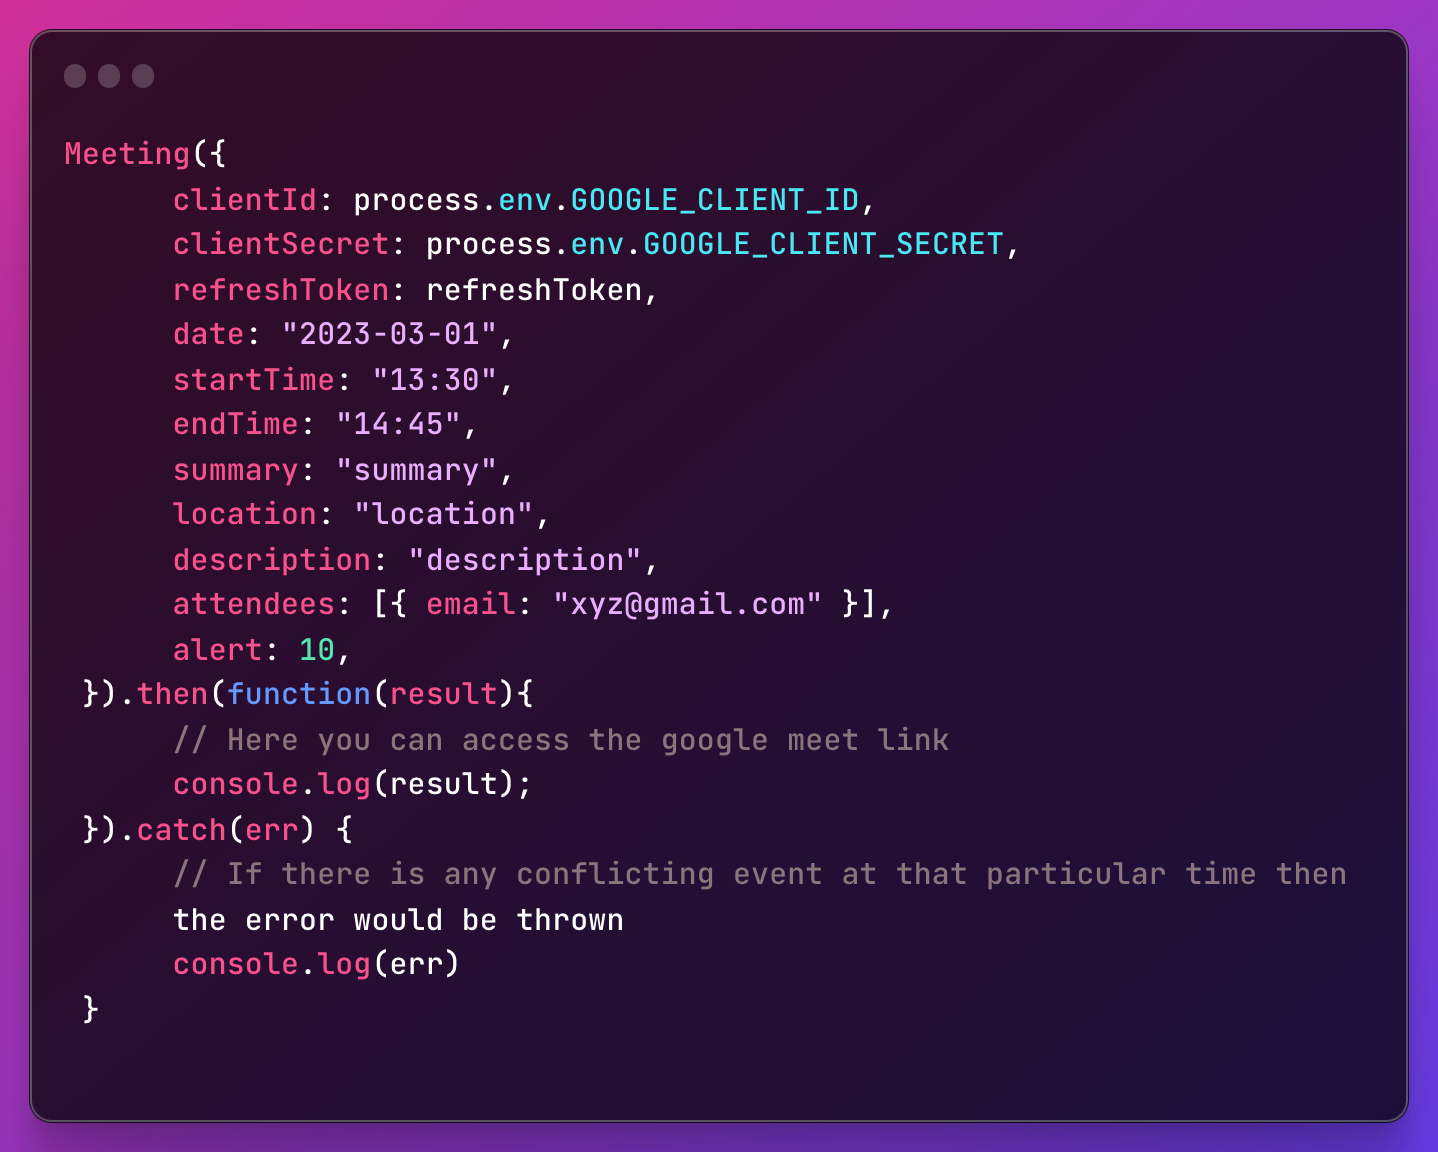 Meeting({
clientId: process.env.GOOGLE_CLIENT_ID,
clientSecret: process.env.GOOGLE_CLIENT_SECRET,
refreshToken: refreshToken,
date: "2023-03-01",
startTime: "13:30",
endTime: "14:45",
summary: "summary",
location: "location",
description: "description",
attendees: [{ email: "xyz@gmail.com" }],
alert: 10,
}).then(function(result){
// Here you can access the google meet link
console.log(result);
}).catch(err) {
// If there is any conflicting event at that particular time then
the error would be thrown
console.log(err)
}